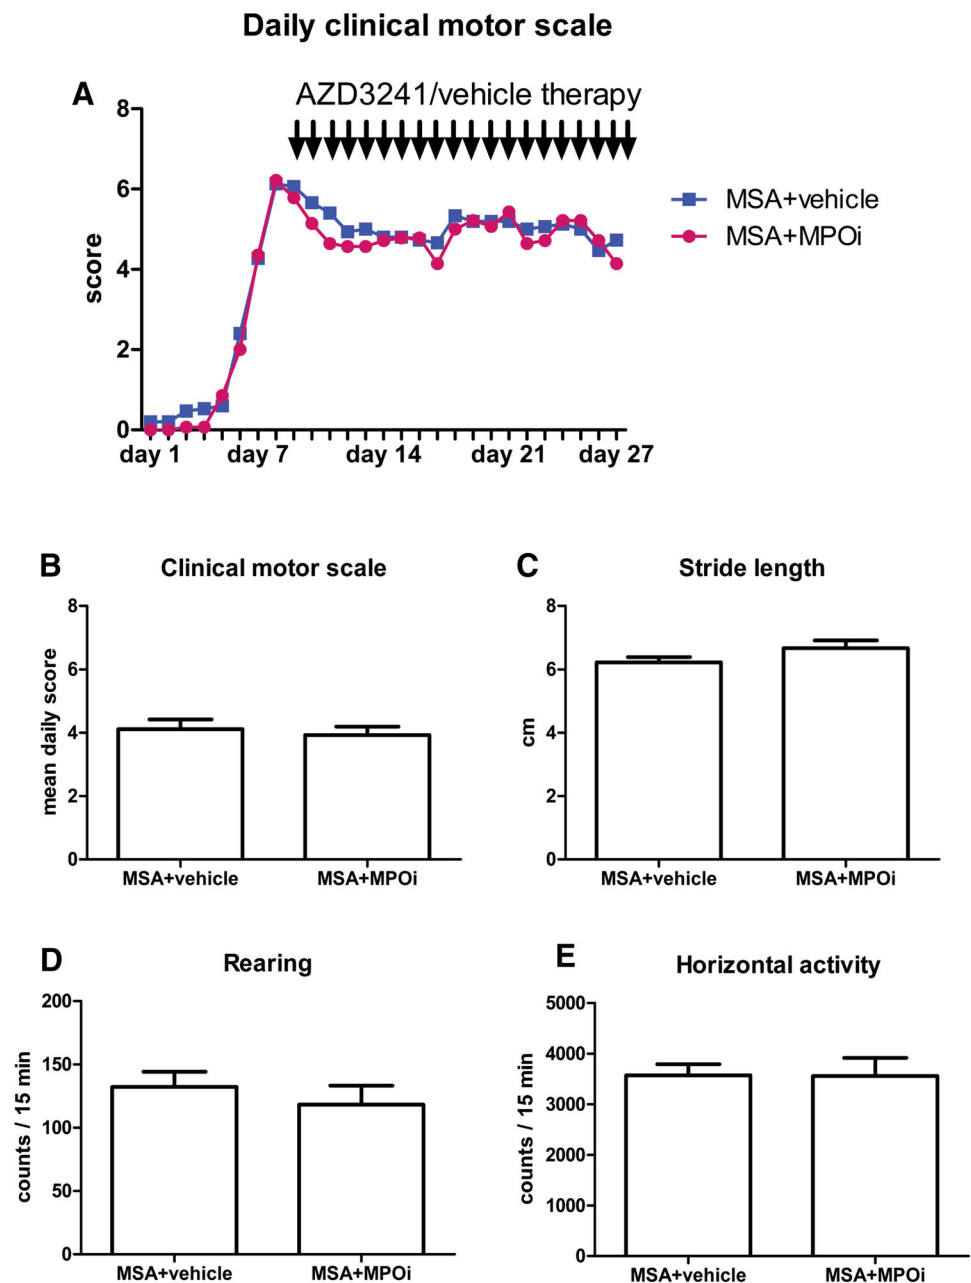 Daily clinical motor scale
A
AZD3241/vehicle therapy
8
6
4
2
0
score
day 1 day 7 day 14 day 21 day 27
MSA+vehicle
MSA+MPOi
B
Clinical motor scale
8
6
4
2
0
mean daily score
MSA+vehicle MSA+MPOi
C
Stride length
8
6
4
2
0
cm
MSA+vehicle MSA+MPOi
D
Rearing
200
150
100
50
0
counts / 15 min
MSA+vehicle MSA+MPOi
E
Horizontal activity
5000
4000
3000
2000
1000
0
counts / 15 min
MSA+vehicle MSA+MPOi